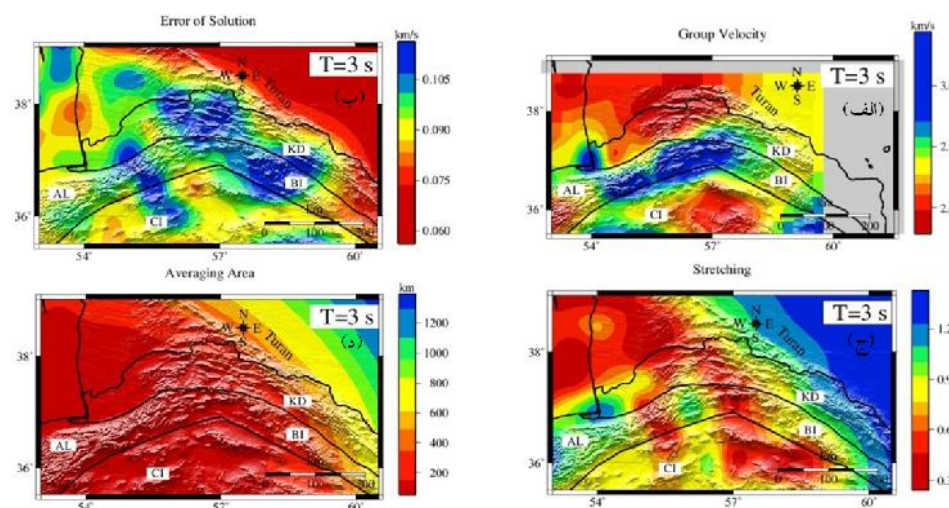 Error of Solution
km/s
T=3 s
(ب)
N
W E
S
Turan
38°
0.105
0.090
0.075
0.060
KD
BI
AL
CI
36°
0 100 200
54° 57° 60°
Group Velocity
km/s
T=3 s
(الف)
N
W E
S
Turan
38°
KD
BI
AL
CI
36°
0 100 200
54° 57° 60°
Averaging Area
km
T=3 s
(د)
N
W E
Turan
38°
1200
1000
800
600
400
200
KD
BI
AL
CI
36°
0 100 200
54° 57° 60°
Stretching
T=3 s
(ج)
N
W E
Turan
38°
KD
BI
AL
CI
36°
0 100 200
54° 57° 60°